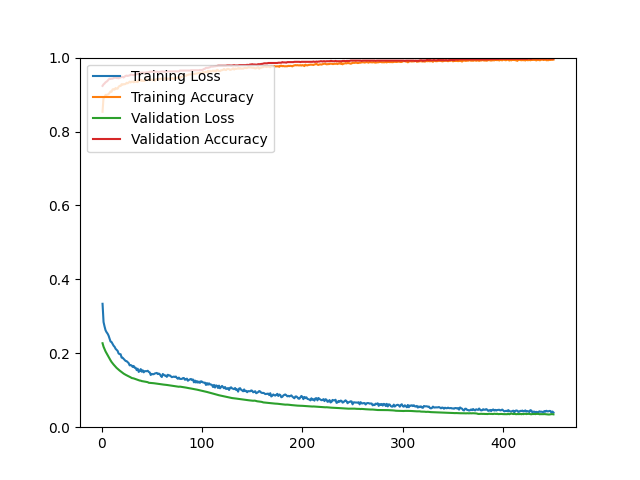 1.0
0.8
0.6
0.4
0.2
0.0
0 100 200 300 400
Training Loss
Training Accuracy
Validation Loss
Validation Accuracy